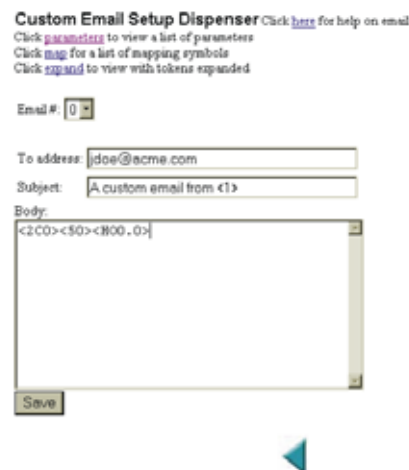 Custom Email Setup Dispenser Click here for help on email
Click parameters to view a list of parameters
Click map for a list of mapping symbols
Click expand to view with tokens expanded
Email #: 0
To address: jdoe@acme.com
Subject: A custom email from <1>
Body:
<2C0><50><H00.0>
Save